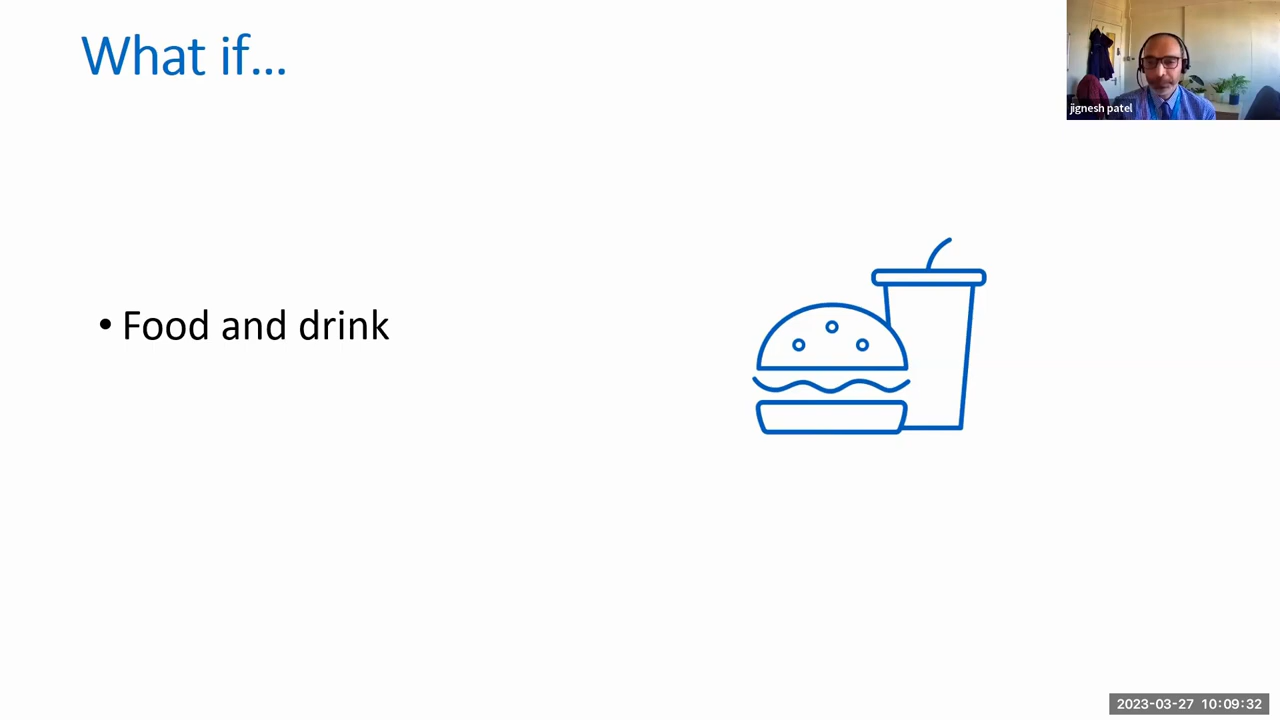 What if...
jignesh patel
• Food and drink
2023-03-27 10:09:32